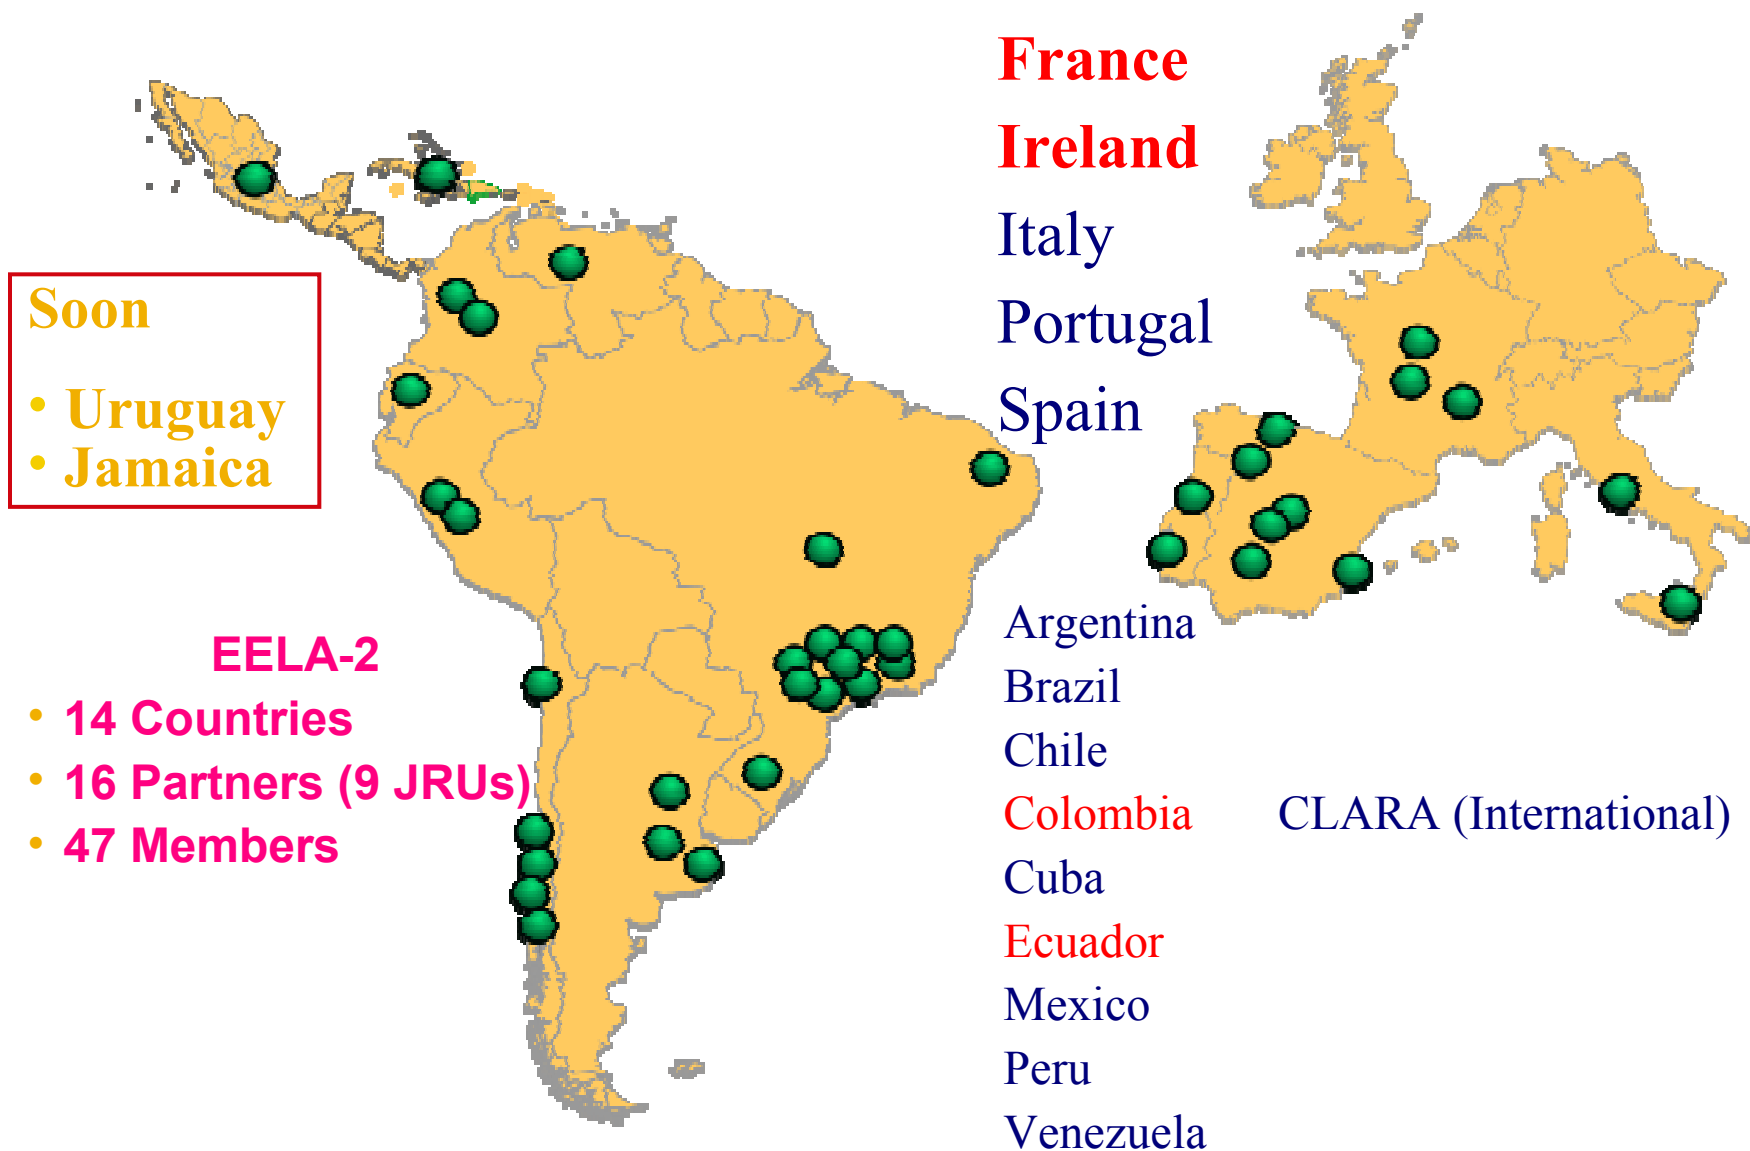 France
Ireland
Italy
Portugal
Spain
Soon
• Uruguay
• Jamaica
EELA-2
• 14 Countries
• 16 Partners (9 JRUs)
• 47 Members
Argentina
Brazil
Chile
Colombia
CLARA (International)
Cuba
Ecuador
Mexico
Peru
Venezuela